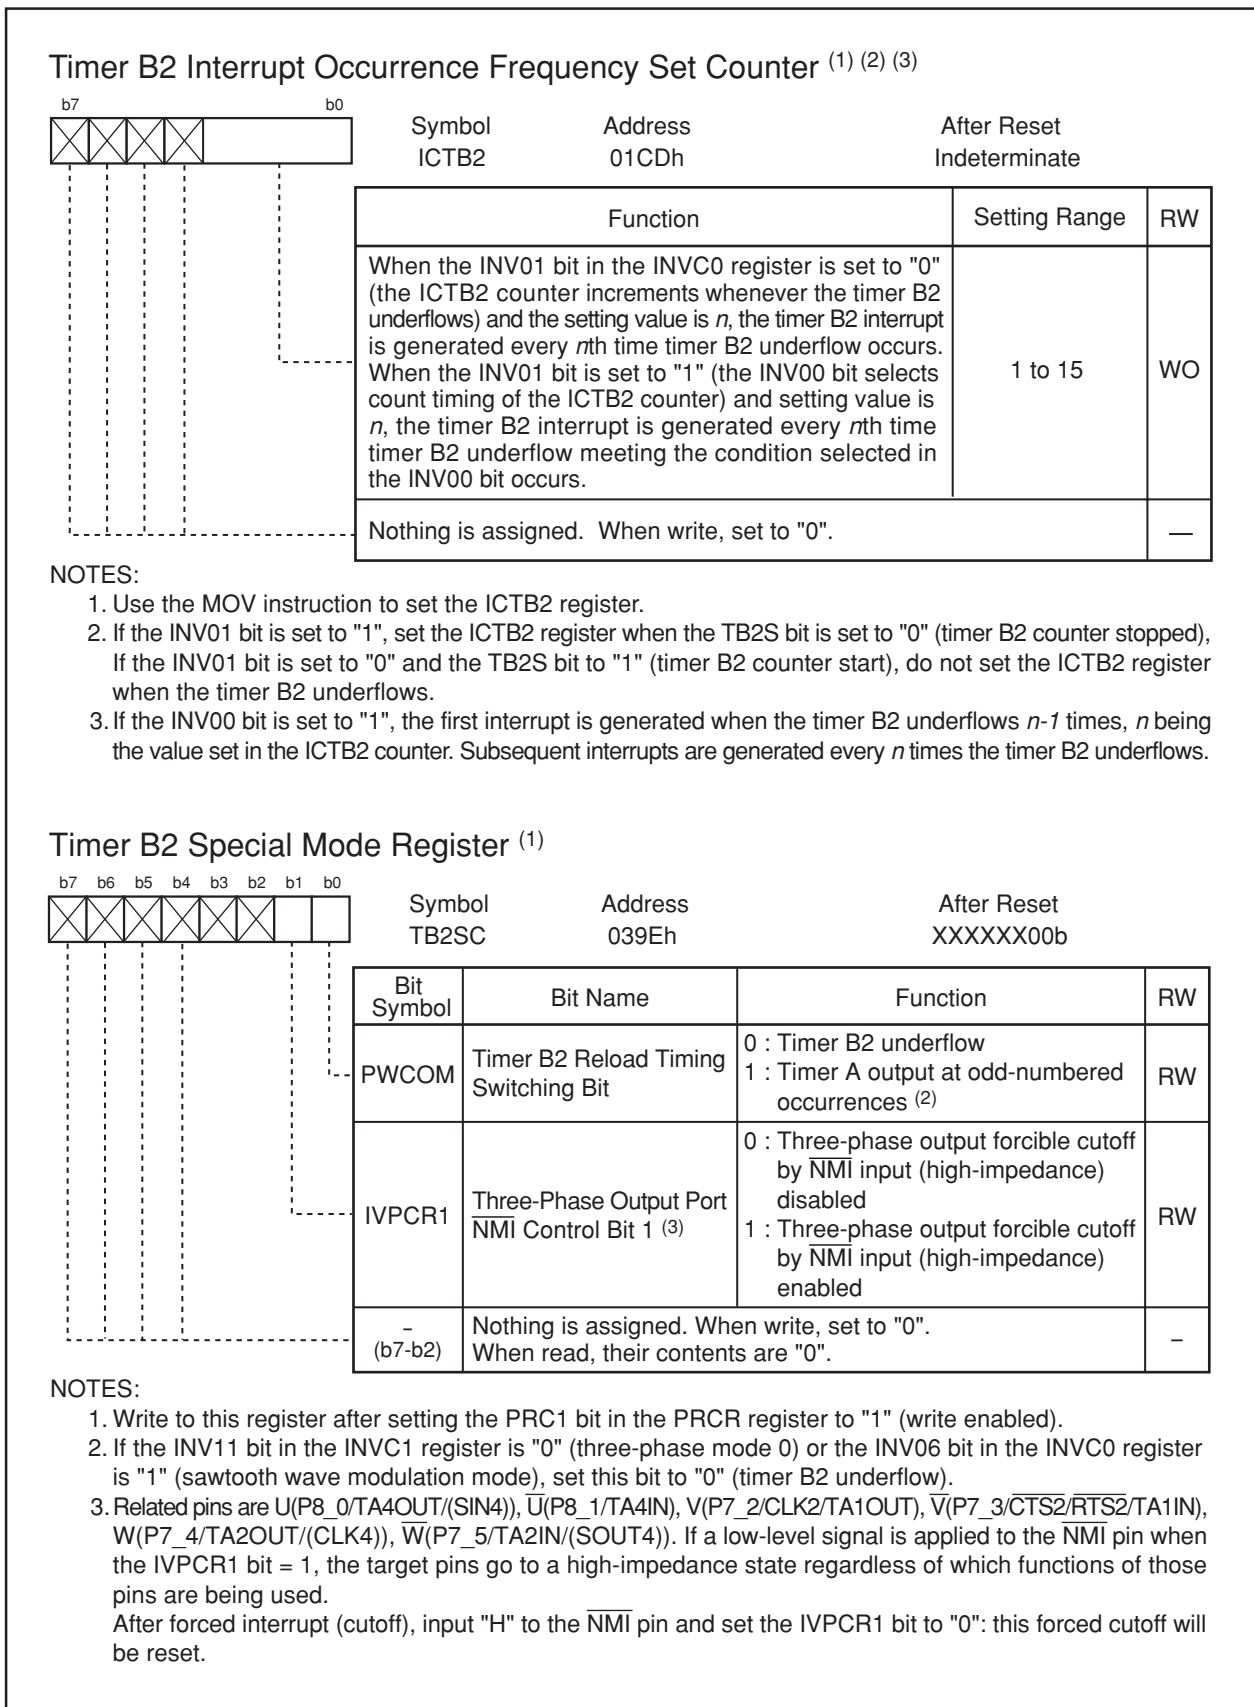 Timer B2 Interrupt Occurrence Frequency Set Counter (1) (2) (3)
b7 b0
Symbol Address After Reset
ICTB2 01CDh Indeterminate
Function Setting Range RW
When the INV01 bit in the INVC0 register is set to "0"
(the ICTB2 counter increments whenever the timer B2
underflows) and the setting value is n, the timer B2 interrupt
is generated every nth time timer B2 underflow occurs.
When the INV01 bit is set to "1" (the INV00 bit selects
count timing of the ICTB2 counter) and setting value is
n, the timer B2 interrupt is generated every nth time
timer B2 underflow meeting the condition selected in
the INV00 bit occurs.
1 to 15
WO
Nothing is assigned. When write, set to "0".
—
NOTES:
1. Use the MOV instruction to set the ICTB2 register.
2. If the INV01 bit is set to "1", set the ICTB2 register when the TB2S bit is set to "0" (timer B2 counter stopped),
If the INV01 bit is set to "0" and the TB2S bit to "1" (timer B2 counter start), do not set the ICTB2 register
when the timer B2 underflows.
3. If the INV00 bit is set to "1", the first interrupt is generated when the timer B2 underflows n-1 times, n being
the value set in the ICTB2 counter. Subsequent interrupts are generated every n times the timer B2 underflows.
Timer B2 Special Mode Register (1)
b7 b6 b5 b4 b3 b2 b1 b0
Symbol Address After Reset
TB2SC 039Eh XXXXXX00b
Bit
Symbol
Bit Name
Function
RW
PWCOM
Timer B2 Reload Timing
Switching Bit
0 : Timer B2 underflow
1 : Timer A output at odd-numbered
occurrences (2)
RW
IVPCR1
Three-Phase Output Port
N̅M̅I̅ Control Bit 1 (3)
0 : Three-phase output forcible cutoff
by N̅M̅I̅ input (high-impedance)
disabled
1 : Three-phase output forcible cutoff
by N̅M̅I̅ input (high-impedance)
enabled
RW
–
(b7-b2)
Nothing is assigned. When write, set to "0".
When read, their contents are "0".
–
NOTES:
1. Write to this register after setting the PRC1 bit in the PRCR register to "1" (write enabled).
2. If the INV11 bit in the INVC1 register is "0" (three-phase mode 0) or the INV06 bit in the INVC0 register
is "1" (sawtooth wave modulation mode), set this bit to "0" (timer B2 underflow).
3. Related pins are U(P8_0/TA4OUT/(SIN4)), U̅(P8_1/TA4IN), V(P7_2/CLK2/TA1OUT), V̅(P7_3/C̅T̅S̅2̅/R̅T̅S̅2̅/TA1IN),
W(P7_4/TA2OUT/(CLK4)), W̅(P7_5/TA2IN/(SOUT4)). If a low-level signal is applied to the N̅M̅I̅ pin when
the IVPCR1 bit = 1, the target pins go to a high-impedance state regardless of which functions of those
pins are being used.
After forced interrupt (cutoff), input "H" to the N̅M̅I̅ pin and set the IVPCR1 bit to "0": this forced cutoff will
be reset.